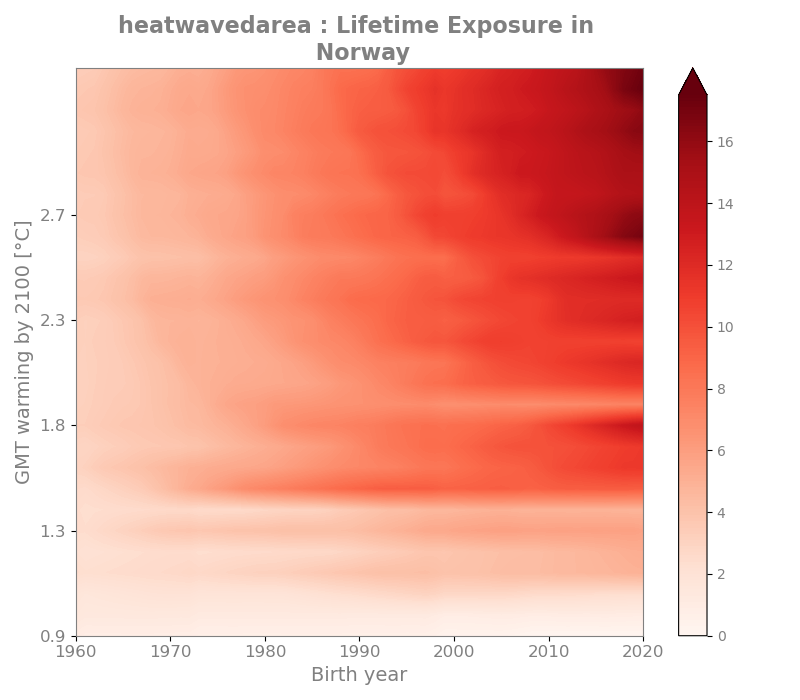 heatwavedarea : Lifetime Exposure in
Norway
GMT warming by 2100 [°C]
2.7
2.3
1.8
1.3
0.9
1960 1970 1980 1990 2000 2010 2020
Birth year
16
14
12
10
8
6
4
2
0